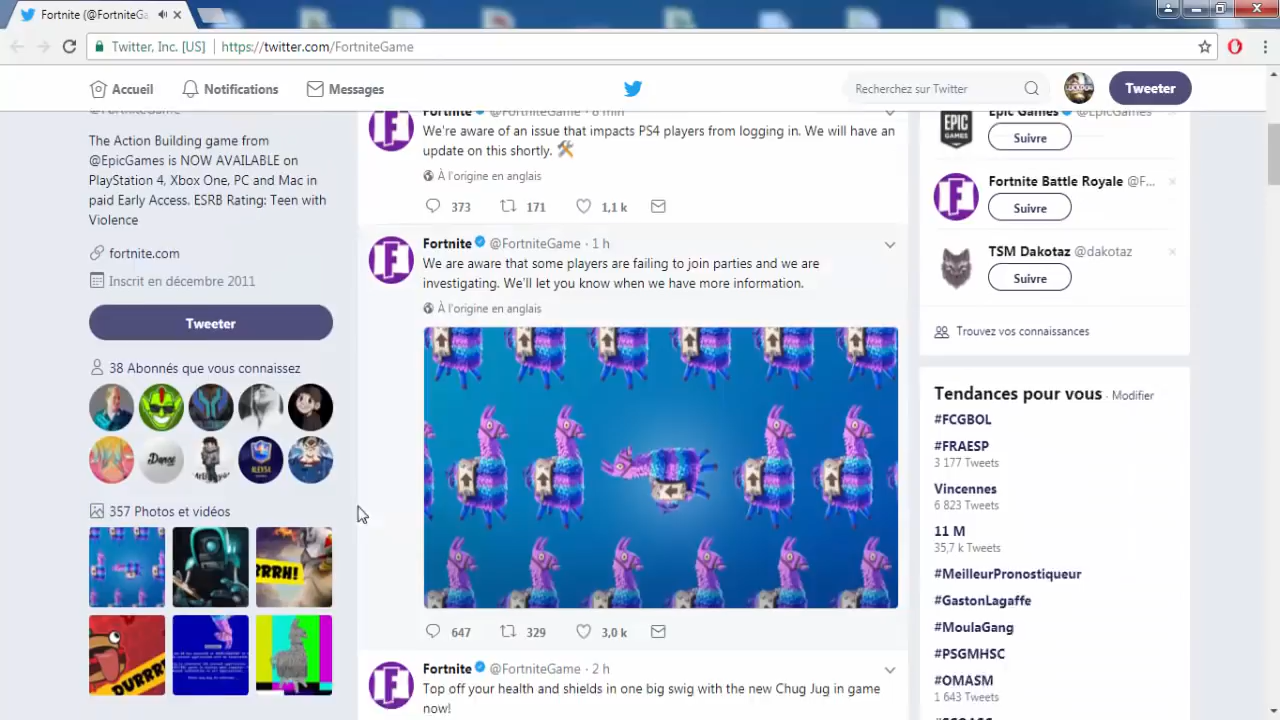 Fortnite (@FortniteGa
Twitter, Inc. [US]
https://twitter.com/FortniteGame
Accueil
Notifications
Messages
Recherchez sur Twitter
Tweeter
@FortniteGame
The Action Building game from
@EpicGames is NOW AVAILABLE on
PlayStation 4, Xbox One, PC and Mac in
paid Early Access. ESRB Rating: Teen with
Violence
fortnite.com
Inscrit en décembre 2011
Tweeter
38 Abonnés que vous connaissez
357 Photos et vidéos
Fortnite @FortniteGame · 8 min
We're aware of an issue that impacts PS4 players from logging in. We will have an
update on this shortly. 🛠
À l'origine en anglais
373 171 1,1 k
Fortnite @FortniteGame · 1 h
We are aware that some players are failing to join parties and we are
investigating. We'll let you know when we have more information.
À l'origine en anglais
647 329 3,0 k
Fortnite @FortniteGame · 2 h
Top off your health and shields in one big swig with the new Chug Jug in game
now!
Epic Games @EpicGames
EPIC
GAMES
Suivre
Fortnite Battle Royale @F...
Suivre
TSM Dakotaz @dakotaz
Suivre
Trouvez vos connaissances
Tendances pour vous · Modifier
#FCGBOL
#FRAESP
3 177 Tweets
Vincennes
6 823 Tweets
11 M
35,7 k Tweets
#MeilleurPronostiqueur
#GastonLagaffe
#MoulaGang
#PSGMHSC
#OMASM
1 643 Tweets